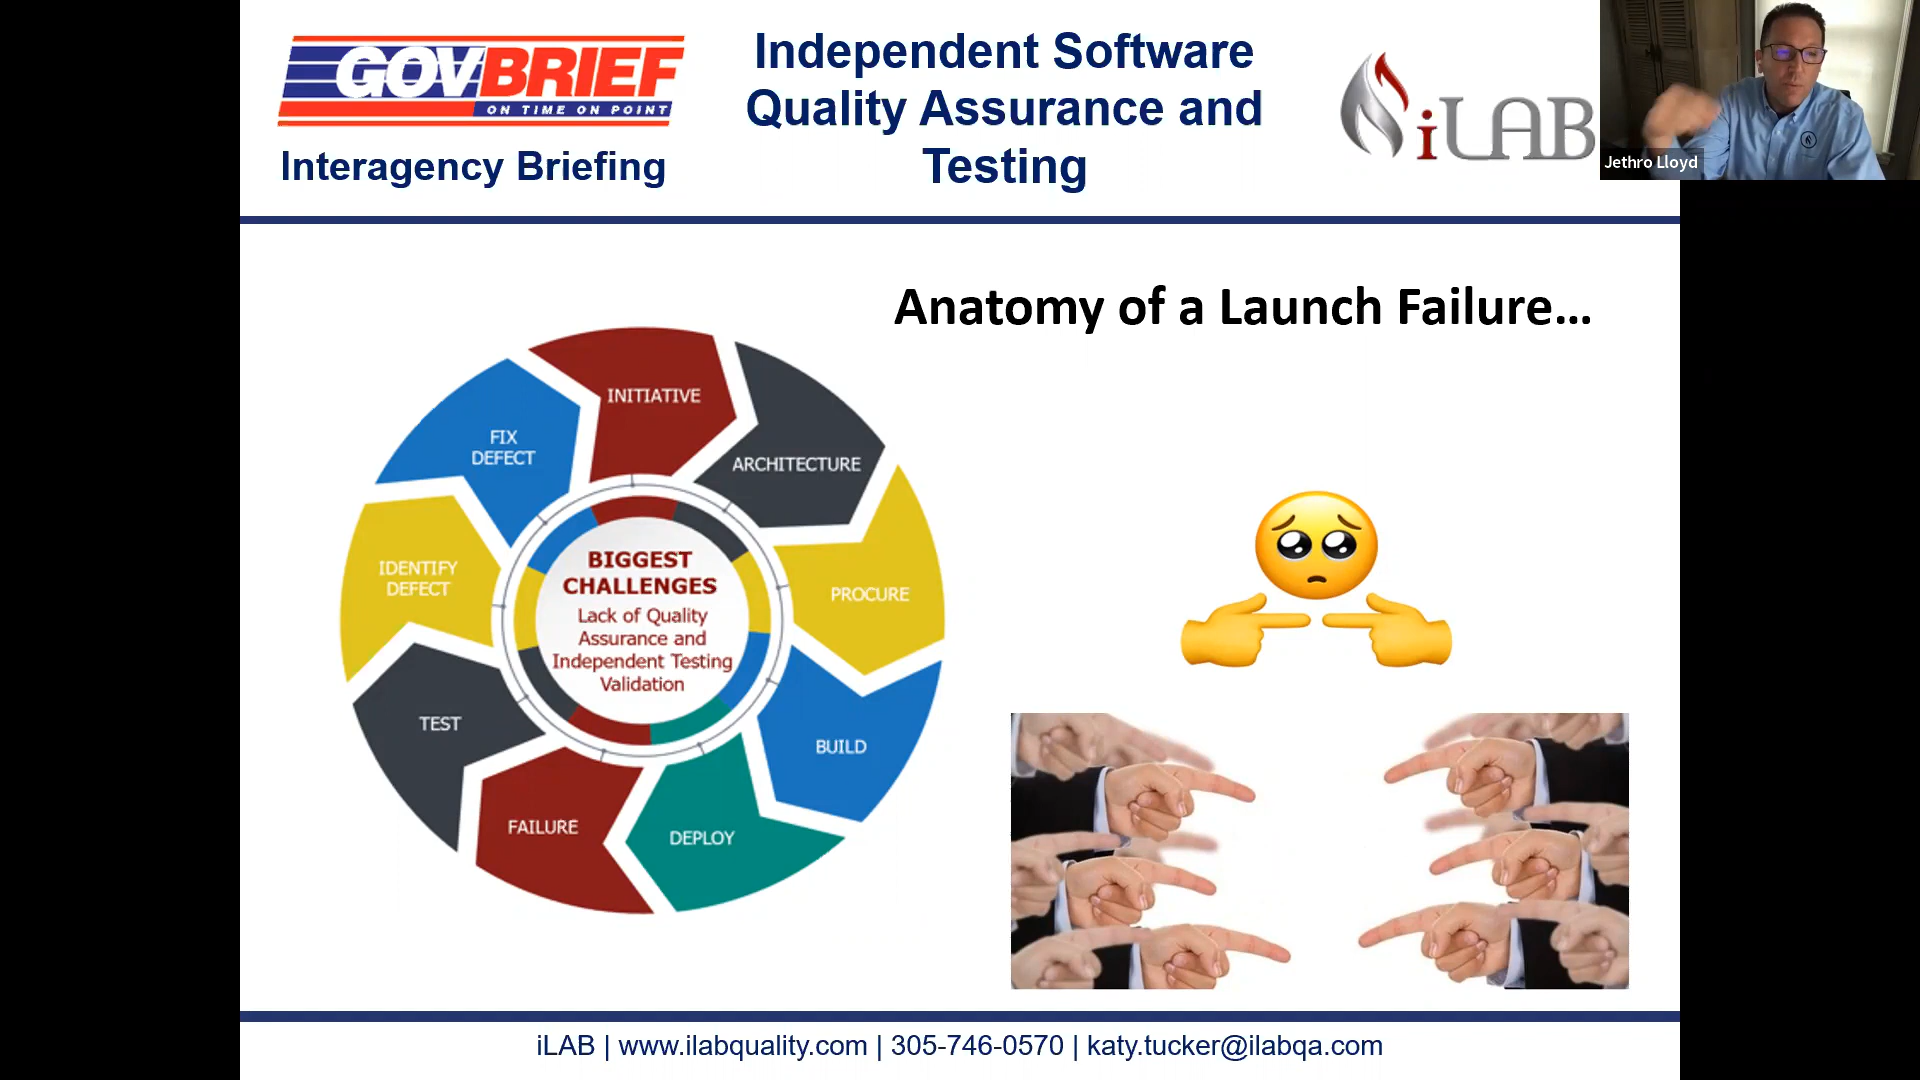 GOVBRIEF
ON TIME ON POINT
Interagency Briefing
Independent Software
Quality Assurance and
Testing
iLAB
Jethro Lloyd
Anatomy of a Launch Failure...
INITIATIVE
ARCHITECTURE
PROCURE
BUILD
DEPLOY
FAILURE
TEST
IDENTIFY
DEFECT
FIX
DEFECT
BIGGEST
CHALLENGES
Lack of Quality
Assurance and
Independent Testing
Validation
iLAB | www.ilabquality.com | 305-746-0570 | katy.tucker@ilabqa.com